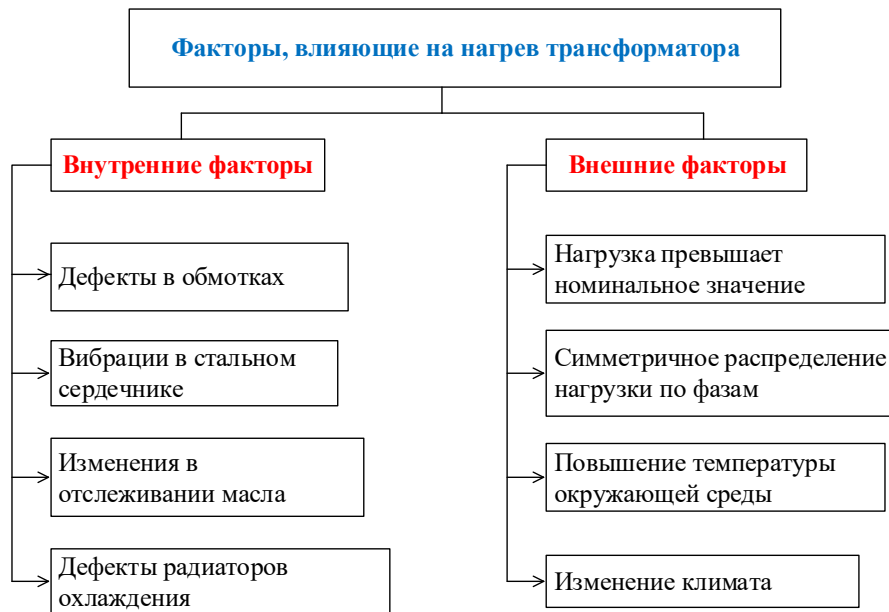 Факторы, влияющие на нагрев трансформатора
Внутренние факторы
Дефекты в обмотках
Вибрации в стальном
сердечнике
Изменения в
отслеживании масла
Дефекты радиаторов
охлаждения
Внешние факторы
Нагрузка превышает
номинальное значение
Симметричное распределение
нагрузки по фазам
Повышение температуры
окружающей среды
Изменение климата